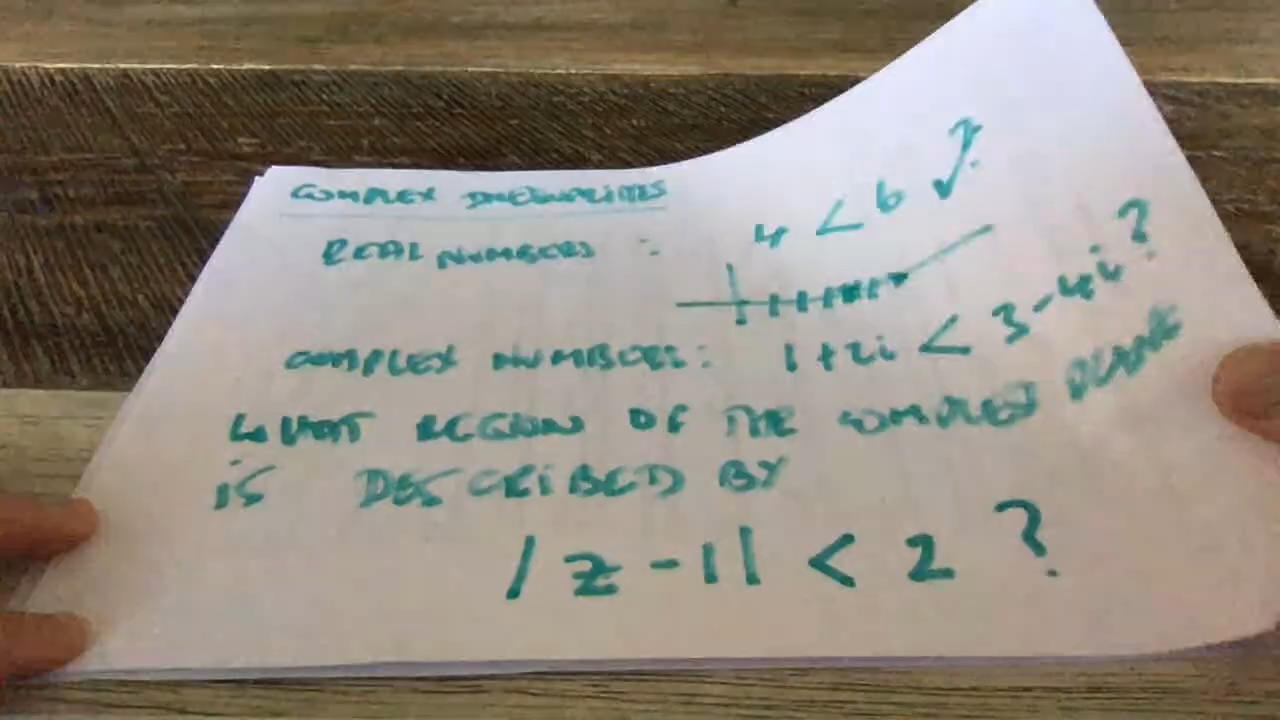 COMPLEX INEQUALITIES
REAL NUMBERS : 4 < 6 ✓?
COMPLEX NUMBERS: 1+2i < 3-4i ?
WHAT REGION OF THE COMPLEX PLANE
IS DESCRIBED BY
|z-1| < 2 ?